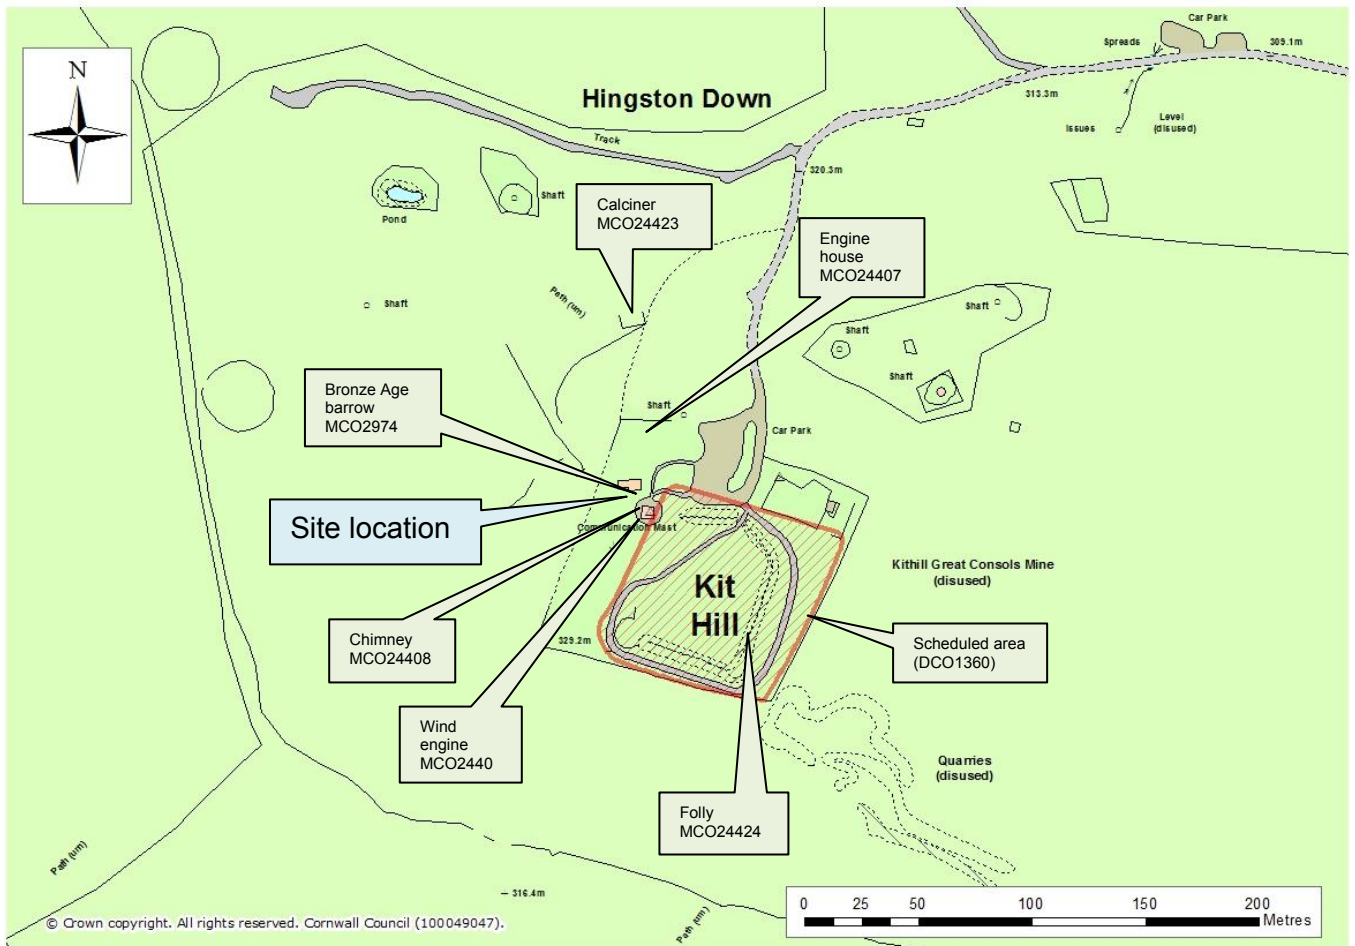 Car Park
Spreads
309.1m
N
Hingston Down
313.3m
Level
(disused)
Issues
Track
320.3m
Shaft
Pond
Calciner
MCO24423
Engine
house
MCO24407
Path (um)
Shaft
Shaft
Shaft
Shaft
Bronze Age
barrow
MCO2974
Shaft
Car Park
Site location
Communication Mast
Kit
Hill
Kithill Great Consols Mine
(disused)
Chimney
MCO24408
329.2m
Scheduled area
(DCO1360)
Wind
engine
MCO2440
Quarries
(disused)
Folly
MCO24424
Path (um)
316.4m
Path (um)
0 25 50 100 150 200
Metres
© Crown copyright. All rights reserved. Cornwall Council (100049047).